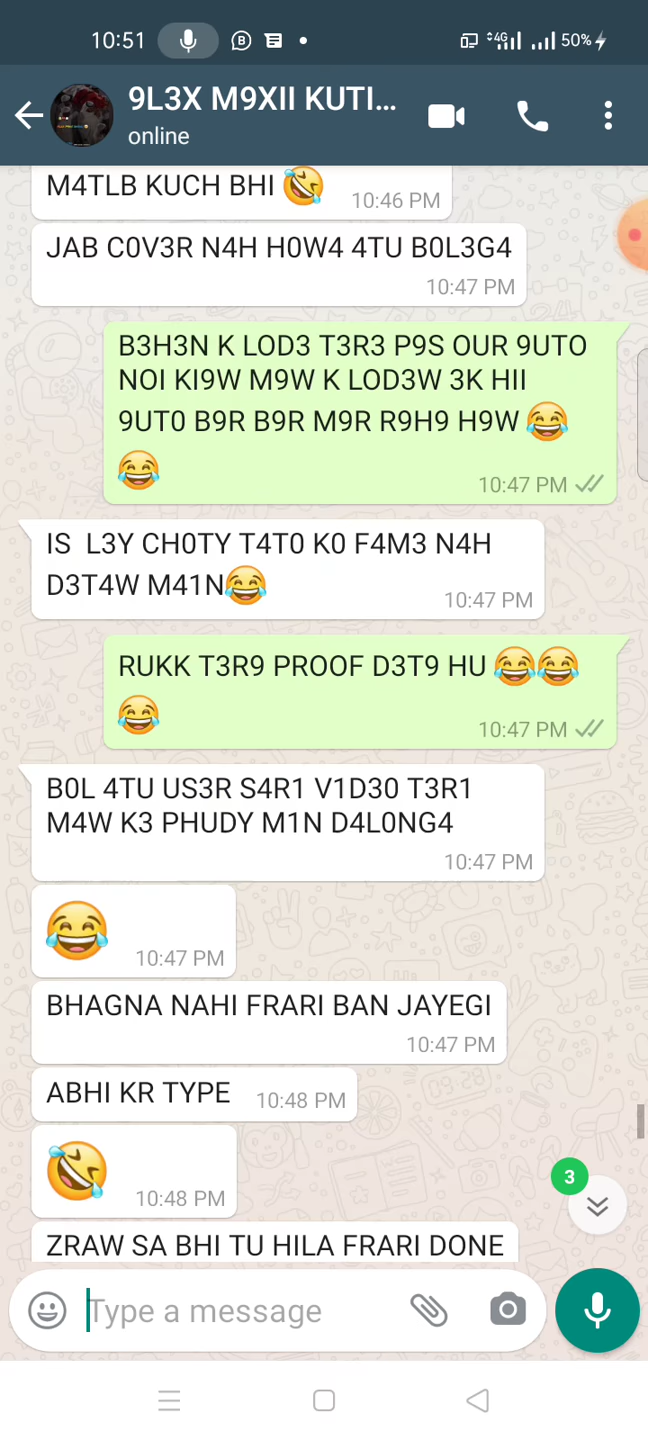 10:51
4G
50%
9L3X M9XII KUTI...
online
M4TLB KUCH BHI 🤣
10:46 PM
JAB C0V3R N4H H0W4 4TU B0L3G4
10:47 PM
B3H3N K LOD3 T3R3 P9S OUR 9UTO
NOI KI9W M9W K LOD3W 3K HII
9UT0 B9R B9R M9R R9H9 H9W 😂
😂
10:47 PM
IS L3Y CH0TY T4T0 K0 F4M3 N4H
D3T4W M41N😂
10:47 PM
RUKK T3R9 PROOF D3T9 HU 😂😂
😂
10:47 PM
B0L 4TU US3R S4R1 V1D30 T3R1
M4W K3 PHUDY M1N D4L0NG4
10:47 PM
😂
10:47 PM
BHAGNA NAHI FRARI BAN JAYEGI
10:47 PM
ABHI KR TYPE
10:48 PM
🤣
10:48 PM
3
ZRAW SA BHI TU HILA FRARI DONE
Type a message